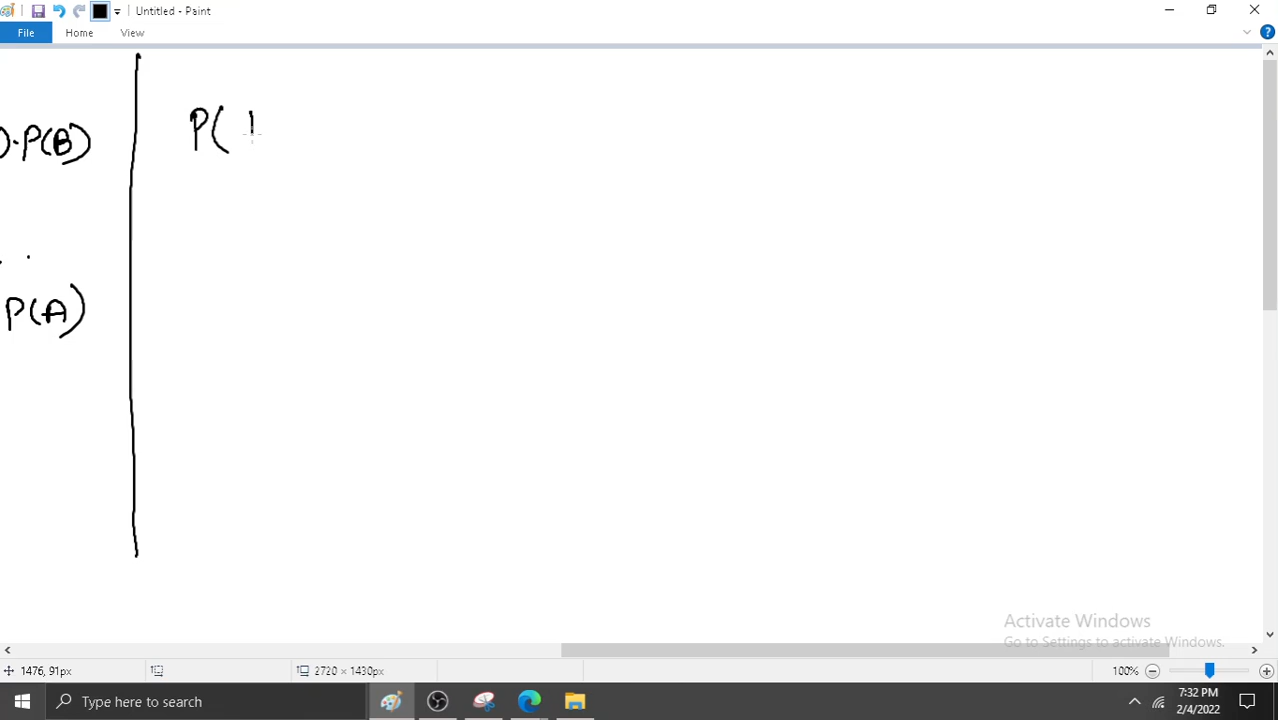 Untitled - Paint
File Home View
) . P(B)
P(
. .
P(A)
Activate Windows
Go to Settings to activate Windows.
1476, 91px
2720 × 1430px
100%
Type here to search
7:32 PM
2/4/2022